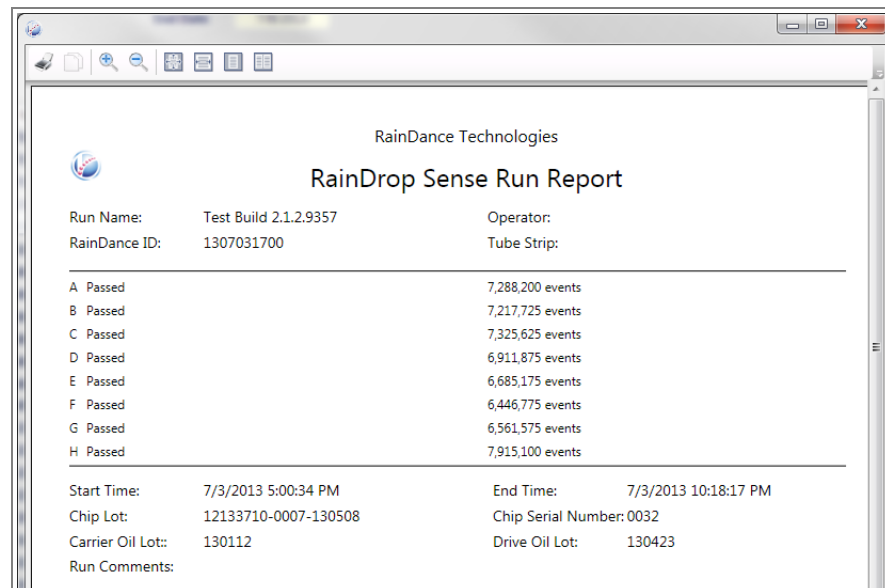 RainDance Technologies
RainDrop Sense Run Report
Run Name: Test Build 2.1.2.9357 Operator:
RainDance ID: 1307031700 Tube Strip:
A Passed 7,288,200 events
B Passed 7,217,725 events
C Passed 7,325,625 events
D Passed 6,911,875 events
E Passed 6,685,175 events
F Passed 6,446,775 events
G Passed 6,561,575 events
H Passed 7,915,100 events
Start Time: 7/3/2013 5:00:34 PM End Time: 7/3/2013 10:18:17 PM
Chip Lot: 12133710-0007-130508 Chip Serial Number: 0032
Carrier Oil Lot:: 130112 Drive Oil Lot: 130423
Run Comments: